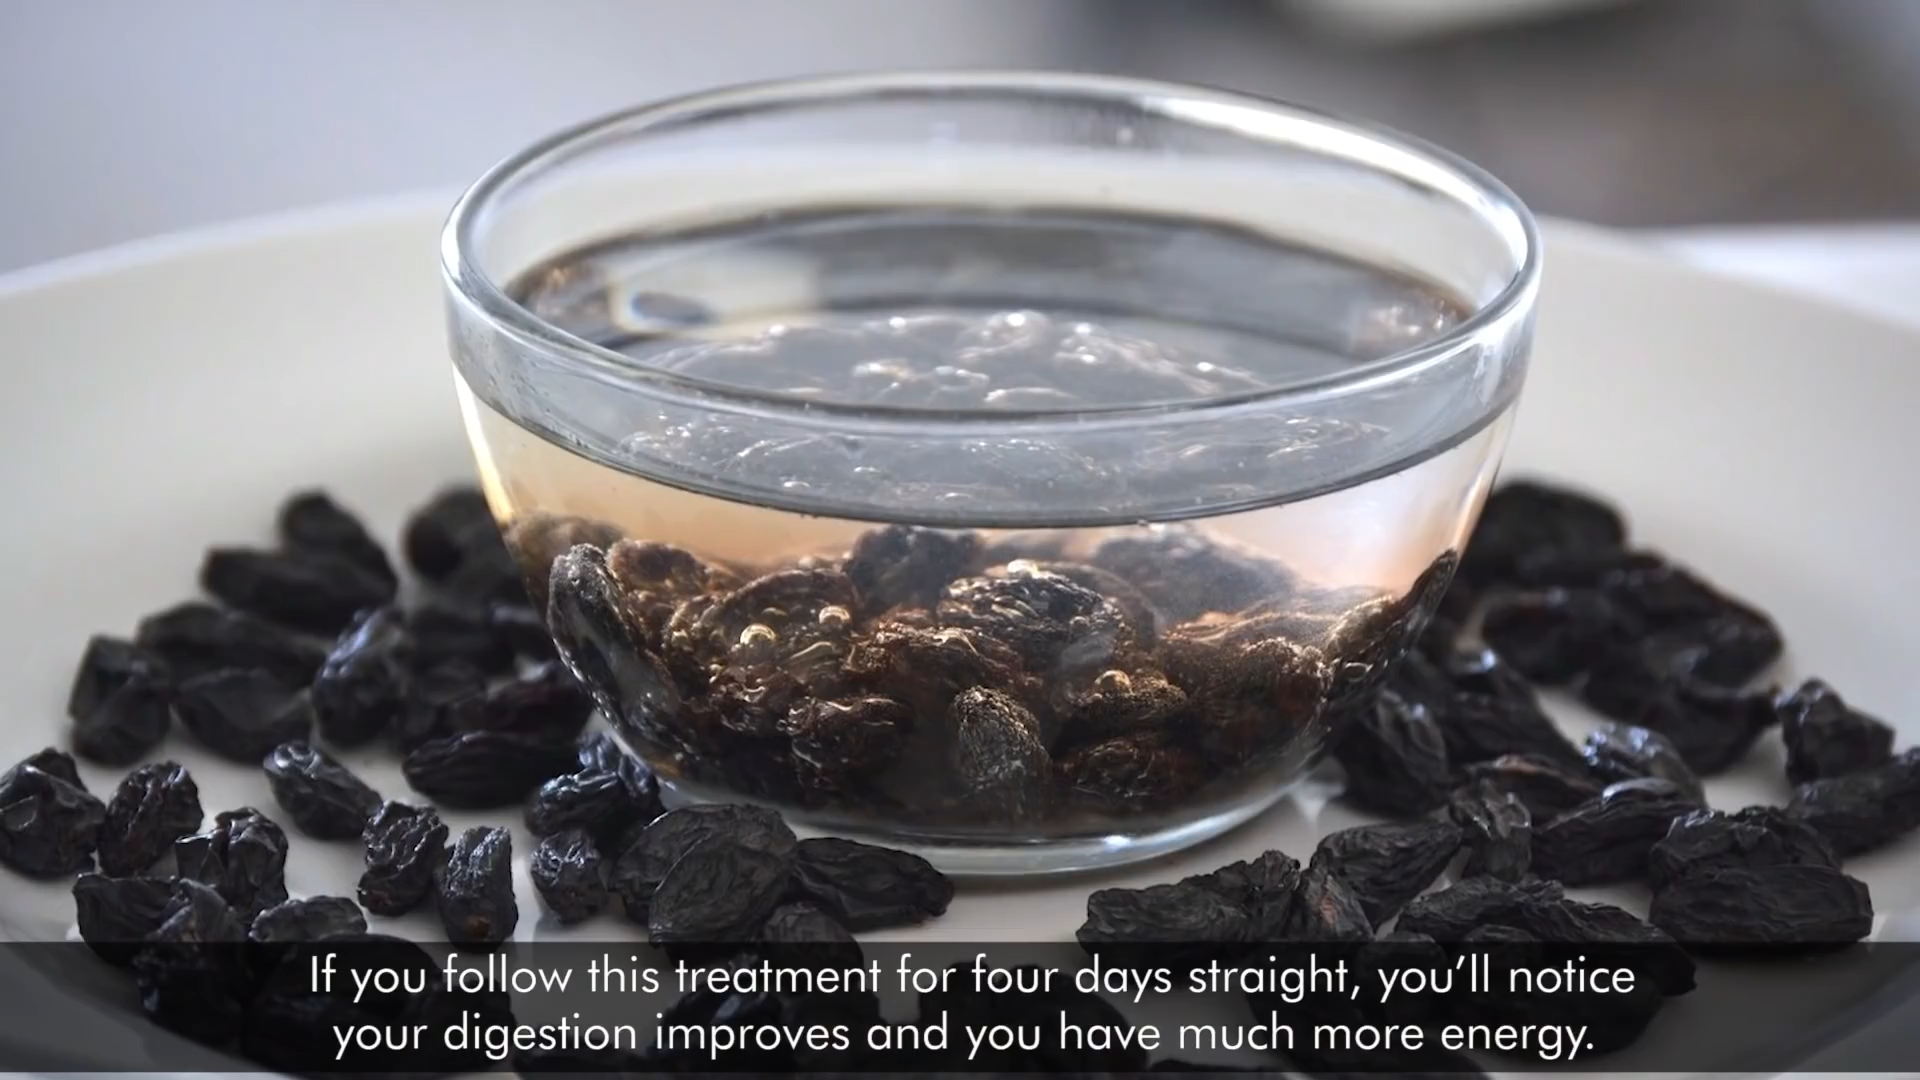 If you follow this treatment for four days straight, you’ll notice
your digestion improves and you have much more energy.